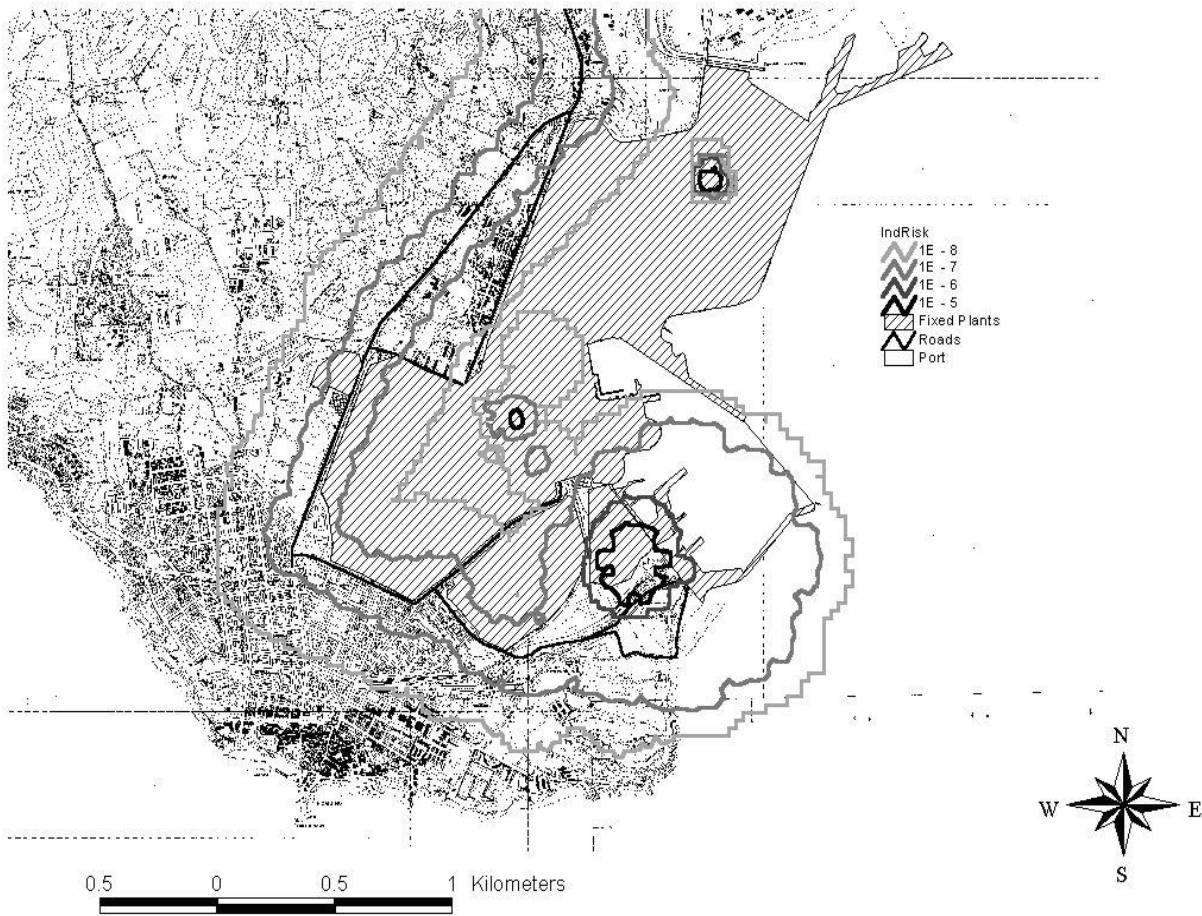 IndRisk
1E - 8
1E - 7
1E - 6
1E - 5
Fixed Plants
Roads
Port
N
W
E
S
0.5 0 0.5 1 Kilometers